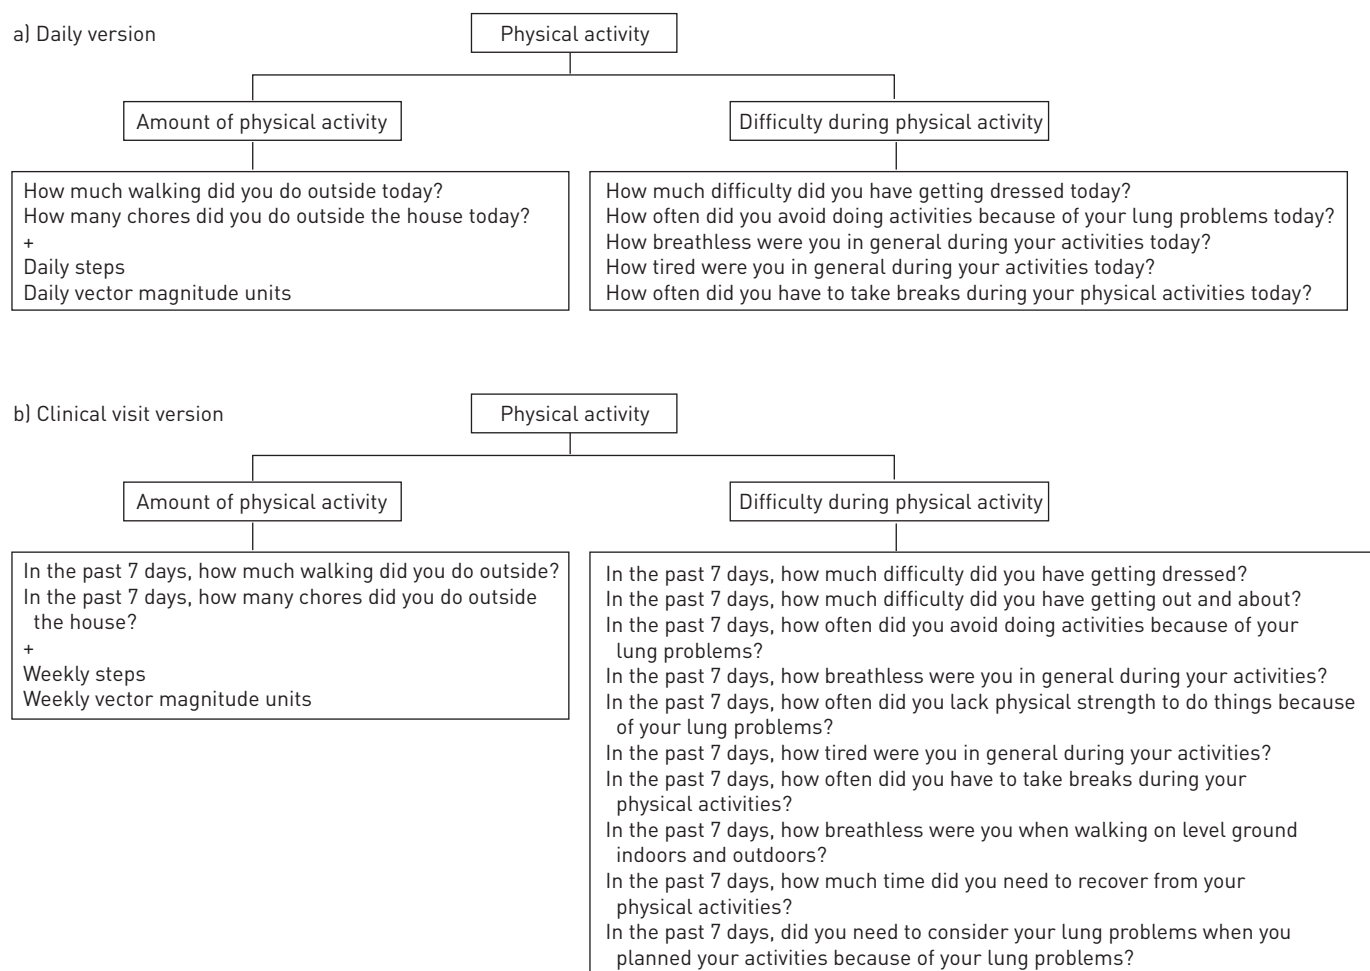 a) Daily version
Physical activity
Amount of physical activity
Difficulty during physical activity
How much walking did you do outside today?
How many chores did you do outside the house today?
+
Daily steps
Daily vector magnitude units
How much difficulty did you have getting dressed today?
How often did you avoid doing activities because of your lung problems today?
How breathless were you in general during your activities today?
How tired were you in general during your activities today?
How often did you have to take breaks during your physical activities today?
b) Clinical visit version
Physical activity
Amount of physical activity
Difficulty during physical activity
In the past 7 days, how much walking did you do outside?
In the past 7 days, how many chores did you do outside
the house?
+
Weekly steps
Weekly vector magnitude units
In the past 7 days, how much difficulty did you have getting dressed?
In the past 7 days, how much difficulty did you have getting out and about?
In the past 7 days, how often did you avoid doing activities because of your
lung problems?
In the past 7 days, how breathless were you in general during your activities?
In the past 7 days, how often did you lack physical strength to do things because
of your lung problems?
In the past 7 days, how tired were you in general during your activities?
In the past 7 days, how often did you have to take breaks during your
physical activities?
In the past 7 days, how breathless were you when walking on level ground
indoors and outdoors?
In the past 7 days, how much time did you need to recover from your
physical activities?
In the past 7 days, did you need to consider your lung problems when you
planned your activities because of your lung problems?